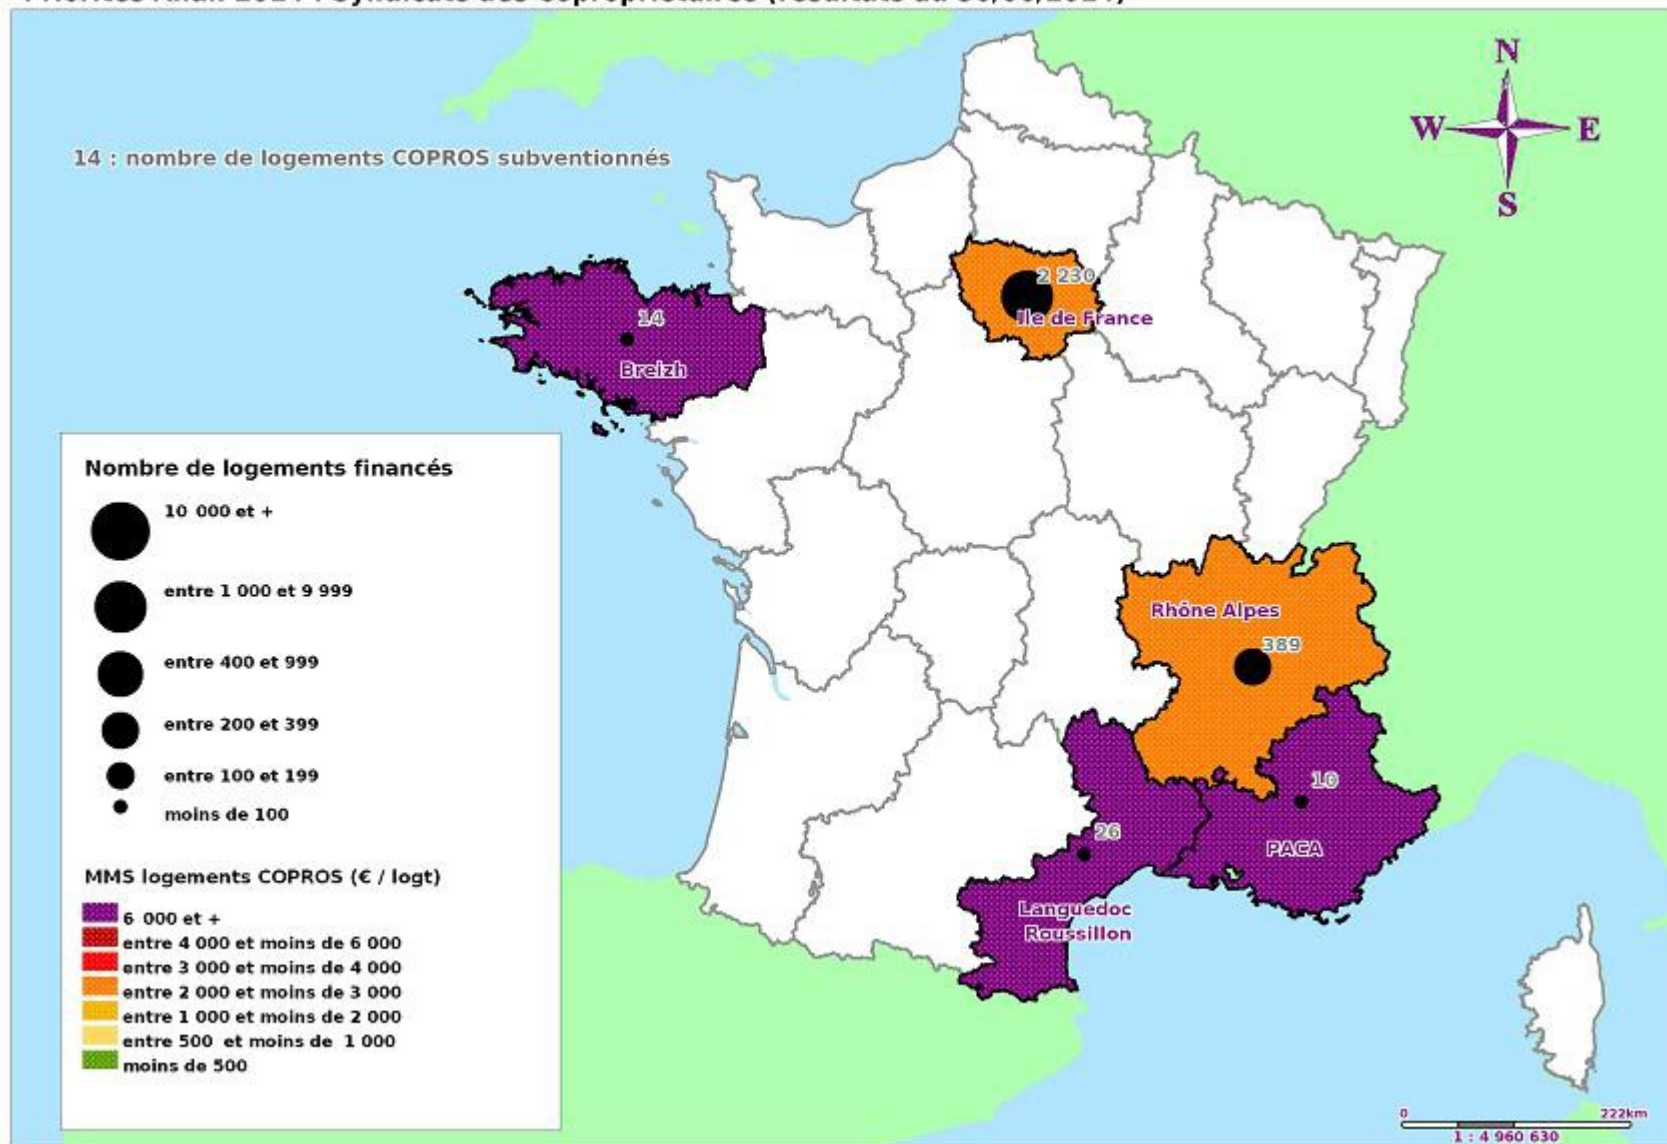 N
W E
S
14 : nombre de logements COPROS subventionnés
2 230
Ile de France
14
Breizh
Nombre de logements financés
10 000 et +
entre 1 000 et 9 999
entre 400 et 999
entre 200 et 399
entre 100 et 199
moins de 100
MMS logements COPROS (€ / logt)
6 000 et +
entre 4 000 et moins de 6 000
entre 3 000 et moins de 4 000
entre 2 000 et moins de 3 000
entre 1 000 et moins de 2 000
entre 500 et moins de 1 000
moins de 500
Rhône Alpes
389
10
PACA
26
Languedoc
Roussillon
0 222km
1 : 4 960 630